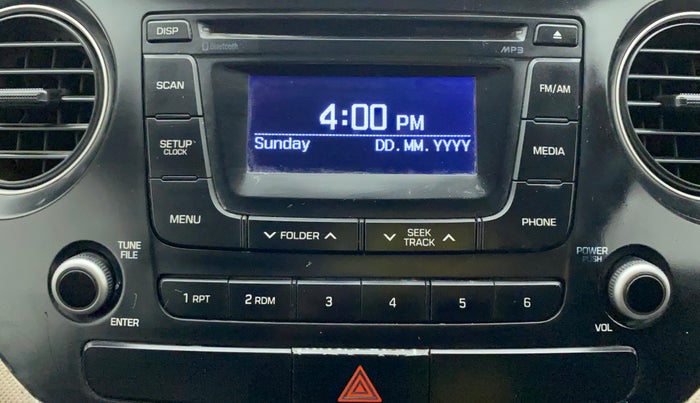 DISP
Bluetooth
MP3
SCAN
FM/AM
4:00 PM
Sunday DD.MM.YYYY
SETUP
CLOCK
MEDIA
MENU
FOLDER
SEEK
TRACK
PHONE
TUNE
FILE
POWER
PUSH
1 RPT
2 RDM
3
4
5
6
ENTER
VOL